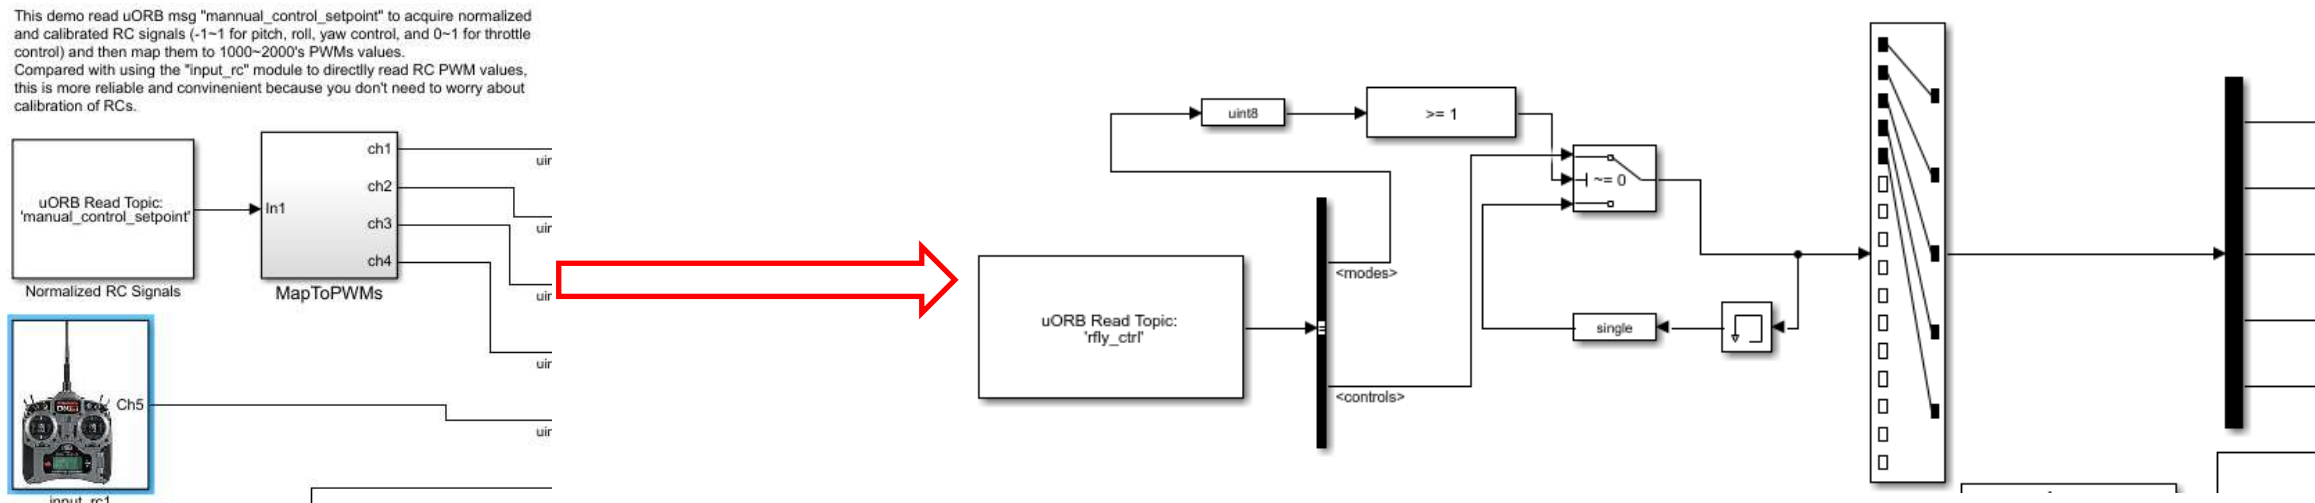 This demo read uORB msg "mannual_control_setpoint" to acquire normalized
and calibrated RC signals (-1~1 for pitch, roll, yaw control, and 0~1 for throttle
control) and then map them to 1000~2000's PWMs values.
Compared with using the "input_rc" module to directlly read RC PWM values,
this is more reliable and convinenient because you don't need to worry about
calibration of RCs.
uORB Read Topic:
'manual_control_setpoint'
Normalized RC Signals
In1
ch1
ch2
ch3
ch4
MapToPWMs
Ch5
input_rc1
uORB Read Topic:
'rfly_ctrl'
<modes>
<controls>
uint8
>= 1
~= 0
single